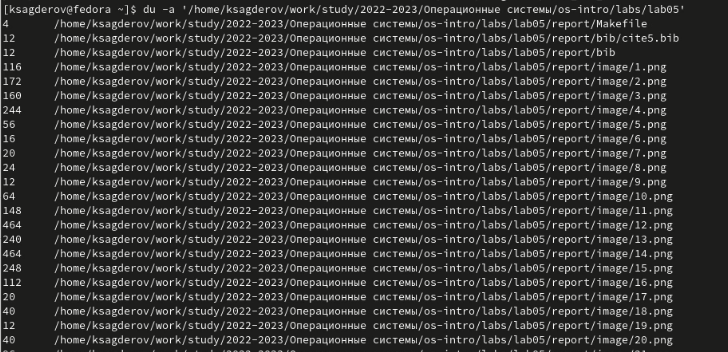 [ksagderov@fedora ~]$ du -a '/home/ksagderov/work/study/2022-2023/Операционные системы/os-intro/labs/lab05'
4 /home/ksagderov/work/study/2022-2023/Операционные системы/os-intro/labs/lab05/report/Makefile
12 /home/ksagderov/work/study/2022-2023/Операционные системы/os-intro/labs/lab05/report/bib/cite5.bib
12 /home/ksagderov/work/study/2022-2023/Операционные системы/os-intro/labs/lab05/report/bib
116 /home/ksagderov/work/study/2022-2023/Операционные системы/os-intro/labs/lab05/report/image/1.png
172 /home/ksagderov/work/study/2022-2023/Операционные системы/os-intro/labs/lab05/report/image/2.png
160 /home/ksagderov/work/study/2022-2023/Операционные системы/os-intro/labs/lab05/report/image/3.png
244 /home/ksagderov/work/study/2022-2023/Операционные системы/os-intro/labs/lab05/report/image/4.png
56 /home/ksagderov/work/study/2022-2023/Операционные системы/os-intro/labs/lab05/report/image/5.png
16 /home/ksagderov/work/study/2022-2023/Операционные системы/os-intro/labs/lab05/report/image/6.png
20 /home/ksagderov/work/study/2022-2023/Операционные системы/os-intro/labs/lab05/report/image/7.png
24 /home/ksagderov/work/study/2022-2023/Операционные системы/os-intro/labs/lab05/report/image/8.png
12 /home/ksagderov/work/study/2022-2023/Операционные системы/os-intro/labs/lab05/report/image/9.png
64 /home/ksagderov/work/study/2022-2023/Операционные системы/os-intro/labs/lab05/report/image/10.png
148 /home/ksagderov/work/study/2022-2023/Операционные системы/os-intro/labs/lab05/report/image/11.png
464 /home/ksagderov/work/study/2022-2023/Операционные системы/os-intro/labs/lab05/report/image/12.png
240 /home/ksagderov/work/study/2022-2023/Операционные системы/os-intro/labs/lab05/report/image/13.png
464 /home/ksagderov/work/study/2022-2023/Операционные системы/os-intro/labs/lab05/report/image/14.png
248 /home/ksagderov/work/study/2022-2023/Операционные системы/os-intro/labs/lab05/report/image/15.png
112 /home/ksagderov/work/study/2022-2023/Операционные системы/os-intro/labs/lab05/report/image/16.png
20 /home/ksagderov/work/study/2022-2023/Операционные системы/os-intro/labs/lab05/report/image/17.png
40 /home/ksagderov/work/study/2022-2023/Операционные системы/os-intro/labs/lab05/report/image/18.png
12 /home/ksagderov/work/study/2022-2023/Операционные системы/os-intro/labs/lab05/report/image/19.png
40 /home/ksagderov/work/study/2022-2023/Операционные системы/os-intro/labs/lab05/report/image/20.png